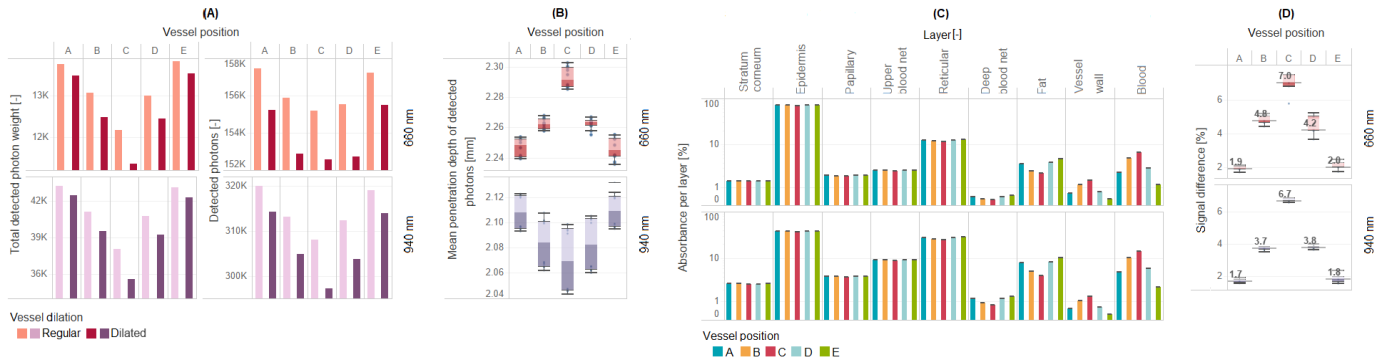 (A)
Vessel position
A B C D E A B C D E
Total detected photon weight [-]
13K
12K
42K
39K
36K
Detected photons [-]
158K
156K
154K
152K
320K
310K
300K
660 nm
940 nm
Vessel dilation
Regular Dilated
(B)
Vessel position
A B C D E
Mean penetration depth of detected
photons [mm]
2.30
2.28
2.26
2.24
2.12
2.10
2.08
2.06
2.04
660 nm
940 nm
(C)
Layer [-]
Stratum
corneum
Epidermis
Papillary
Upper
blood net
Reticular
Deep
blood net
Fat
Vessel
wall
Blood
Absorbance per layer [%]
100
10
1
0
100
10
1
0
Vessel position
A B C D E
(D)
Vessel position
A B C D E
Signal difference [%]
6
4
2
6
4
2
1.9
4.8
7.0
4.2
2.0
1.7
3.7
6.7
3.8
1.8
660 nm
940 nm